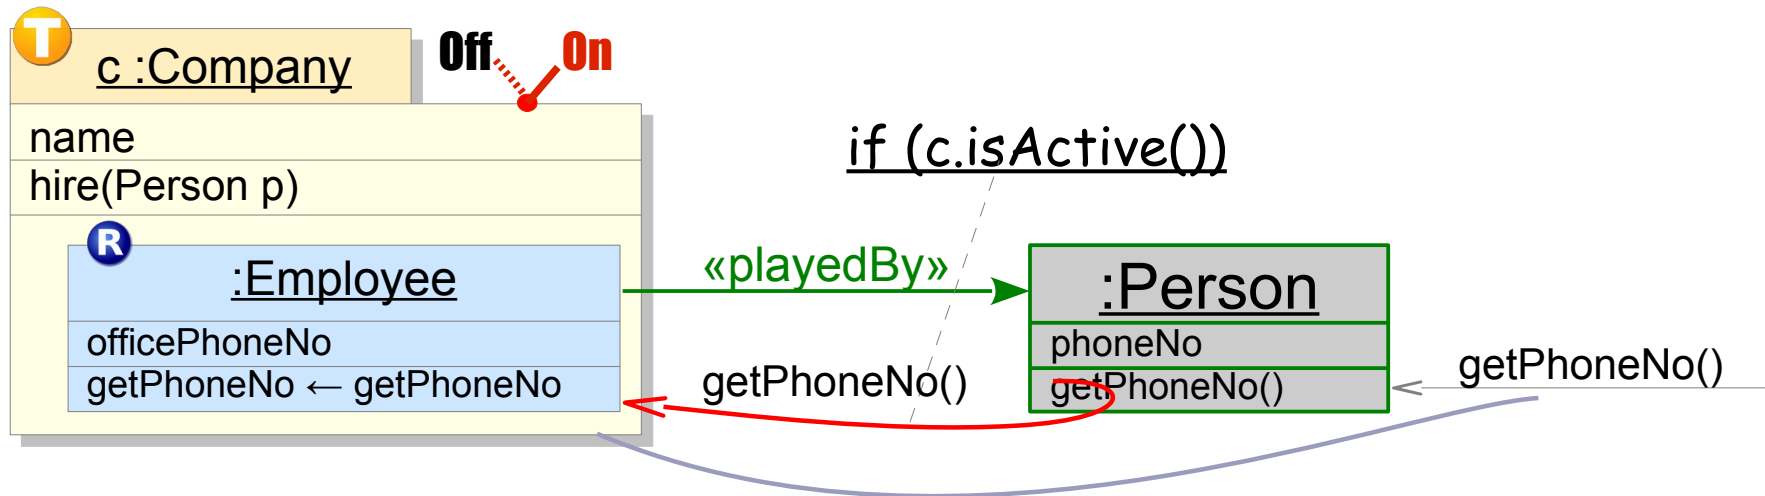 T
c :Company
Off On
name
if (c.isActive())
hire(Person p)
R
:Employee
«playedBy»
:Person
officePhoneNo
phoneNo
getPhoneNo ← getPhoneNo
getPhoneNo()
getPhoneNo()
getPhoneNo()